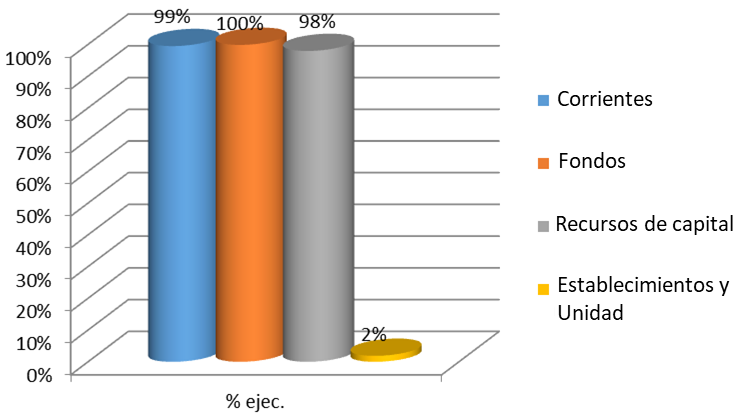 99%
100%
98%
2%
100%
90%
80%
70%
60%
50%
40%
30%
20%
10%
0%
% ejec.
Corrientes
Fondos
Recursos de capital
Establecimientos y
Unidad